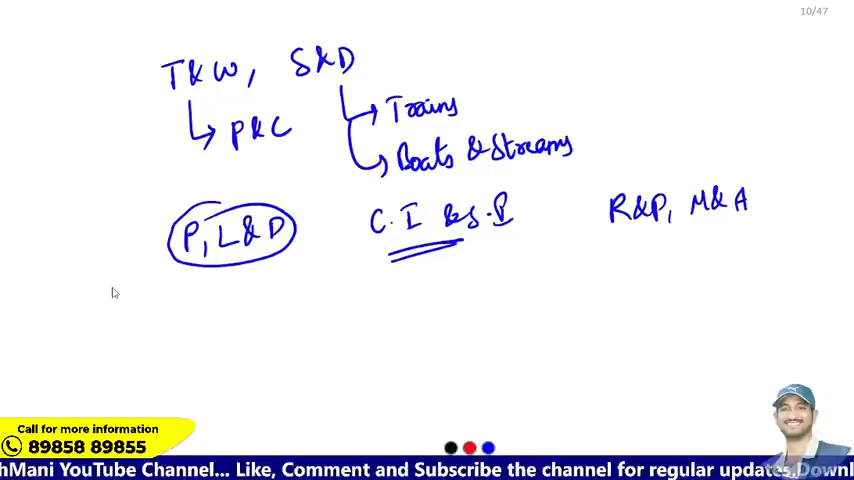 10/47
T&W, S&D
P&C
Trains
Boats & Streams
P, L&D
C.I & S.I
R&P, M&A
Call for more information
89858 89855
hMani YouTube Channel... Like, Comment and Subscribe the channel for regular updates.Downl